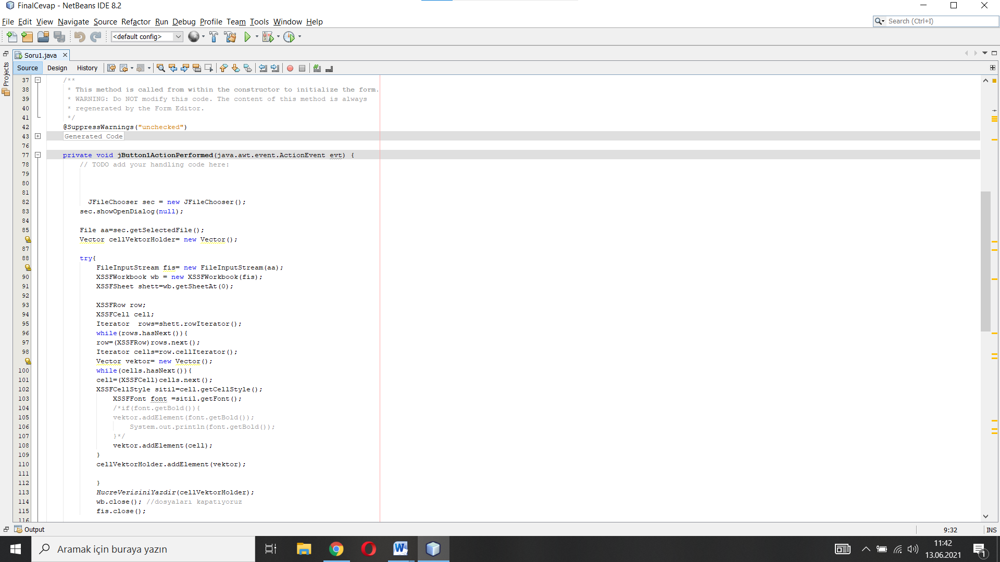 FinalCevap - NetBeans IDE 8.2
File Edit View Navigate Source Refactor Run Debug Profile Team Tools Window Help
Search (Ctrl+I)
<default config>
Soru1.java
Projects
Source Design History
37 /**
38 * This method is called from within the constructor to initialize the form.
39 * WARNING: Do NOT modify this code. The content of this method is always
40 * regenerated by the Form Editor.
41 */
42 @SuppressWarnings("unchecked")
43 Generated Code
76
77 private void jButton1ActionPerformed(java.awt.event.ActionEvent evt) {
78 // TODO add your handling code here:
79
80
81
82 JFileChooser sec = new JFileChooser();
83 sec.showOpenDialog(null);
84
85 File aa=sec.getSelectedFile();
Vector cellVektorHolder= new Vector();
87
88 try{
FileInputStream fis= new FileInputStream(aa);
90 XSSFWorkbook wb = new XSSFWorkbook(fis);
91 XSSFSheet shett=wb.getSheetAt(0);
92
93 XSSFRow row;
94 XSSFCell cell;
95 Iterator  rows=shett.rowIterator();
96 while(rows.hasNext()){
97 row=(XSSFRow)rows.next();
98 Iterator cells=row.cellIterator();
Vector vektor= new Vector();
100 while(cells.hasNext()){
101 cell=(XSSFCell)cells.next();
102 XSSFCellStyle sitil=cell.getCellStyle();
103 XSSFFont font =sitil.getFont();
104 /*if(font.getBold()){
105 vektor.addElement(font.getBold());
106 System.out.println(font.getBold());
107 }*/
108 vektor.addElement(cell);
109 }
110 cellVektorHolder.addElement(vektor);
111
112 }
113 HucreVerisiniYazdir(cellVektorHolder);
114 wb.close(); //dosyaları kapatıyoruz
115 fis.close();
116
Output
9:32 INS
Aramak için buraya yazın
11:42
13.06.2021
1